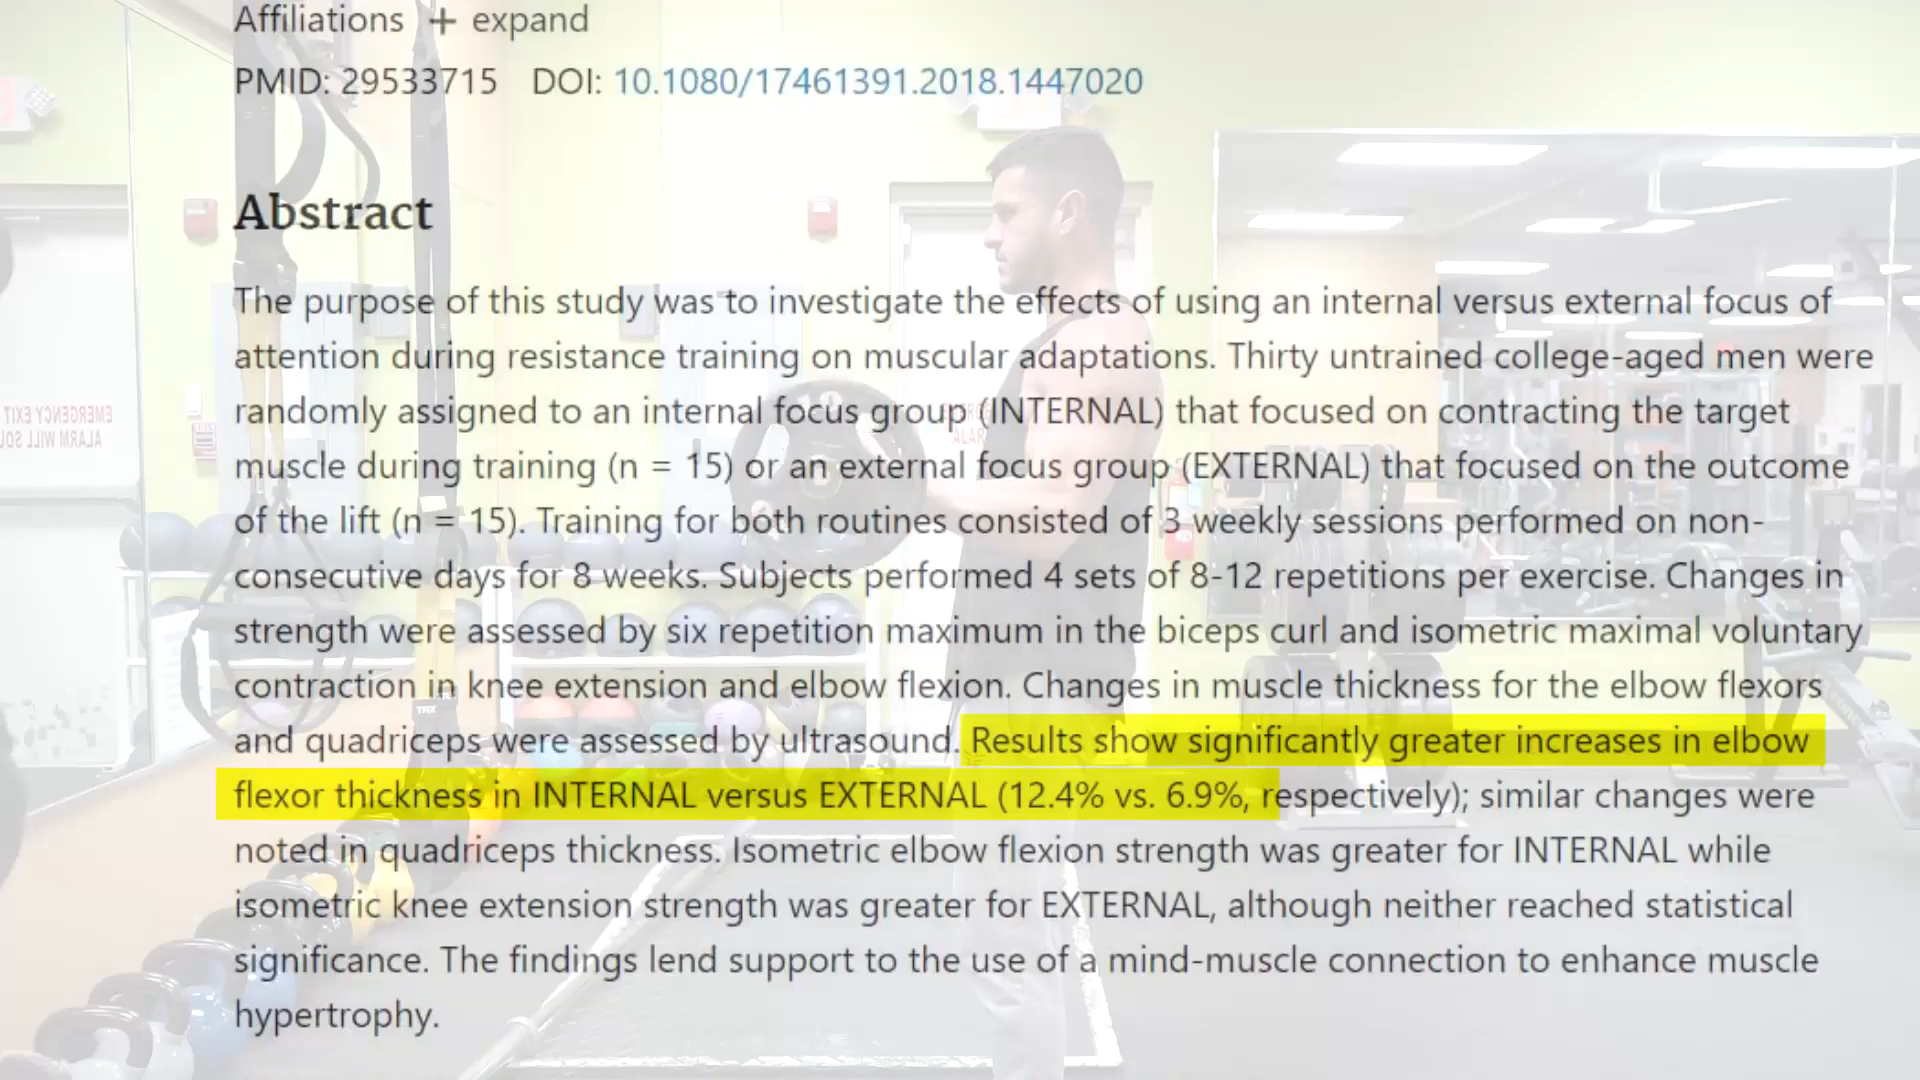 Affiliations + expand
PMID: 29533715 DOI: 10.1080/17461391.2018.1447020
Abstract
The purpose of this study was to investigate the effects of using an internal versus external focus of
attention during resistance training on muscular adaptations. Thirty untrained college-aged men were
randomly assigned to an internal focus group (INTERNAL) that focused on contracting the target
muscle during training (n = 15) or an external focus group (EXTERNAL) that focused on the outcome
of the lift (n = 15). Training for both routines consisted of 3 weekly sessions performed on non-
consecutive days for 8 weeks. Subjects performed 4 sets of 8-12 repetitions per exercise. Changes in
strength were assessed by six repetition maximum in the biceps curl and isometric maximal voluntary
contraction in knee extension and elbow flexion. Changes in muscle thickness for the elbow flexors
and quadriceps were assessed by ultrasound. Results show significantly greater increases in elbow
flexor thickness in INTERNAL versus EXTERNAL (12.4% vs. 6.9%, respectively); similar changes were
noted in quadriceps thickness. Isometric elbow flexion strength was greater for INTERNAL while
isometric knee extension strength was greater for EXTERNAL, although neither reached statistical
significance. The findings lend support to the use of a mind-muscle connection to enhance muscle
hypertrophy.
EMERGENCY EXIT
ALARM WILL SOU
TRX